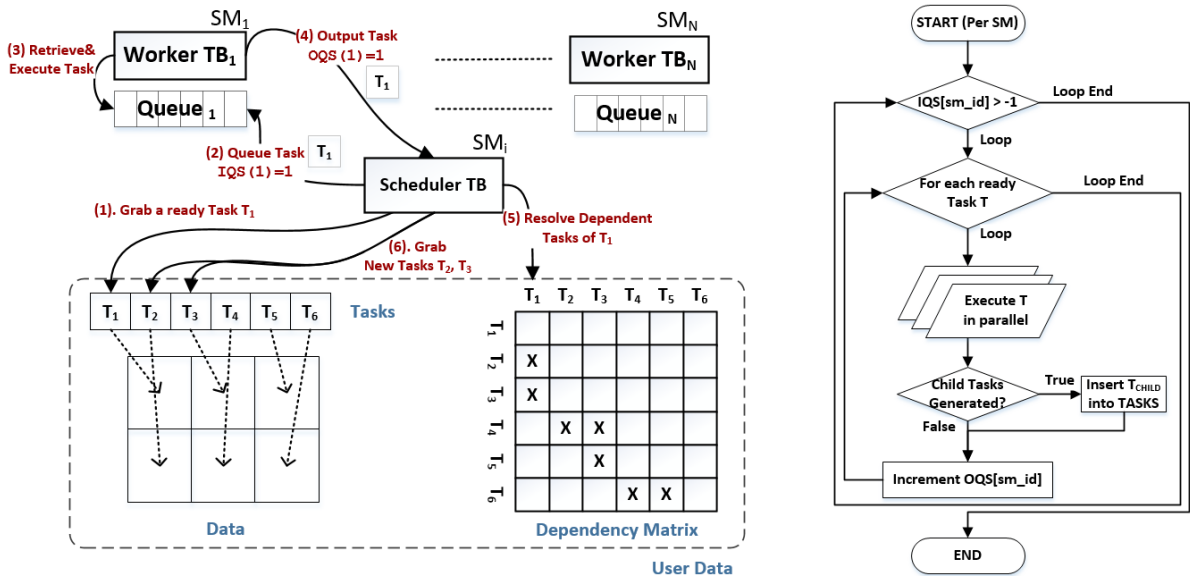 SM1
SMN
(3) Retrieve&
Execute Task
Worker TB1
(4) Output Task
OQS(1)=1
T1
Worker TBN
Queue 1
Queue N
(2) Queue Task
IQS(1)=1
T1
SMi
Scheduler TB
(1). Grab a ready Task T1
(5) Resolve Dependent
Tasks of T1
(6). Grab
New Tasks T2, T3
T1 T2 T3 T4 T5 T6
Tasks
Data
T1 T2 T3 T4 T5 T6
T1
T2 X
T3 X
T4 X X
T5 X
T6 X X
Dependency Matrix
User Data
START (Per SM)
IQS[sm_id] > -1
Loop End
Loop
For each ready
Task T
Loop End
Loop
Execute T
in parallel
Child Tasks
Generated?
True
Insert TCHILD
into TASKS
False
Increment OQS[sm_id]
END